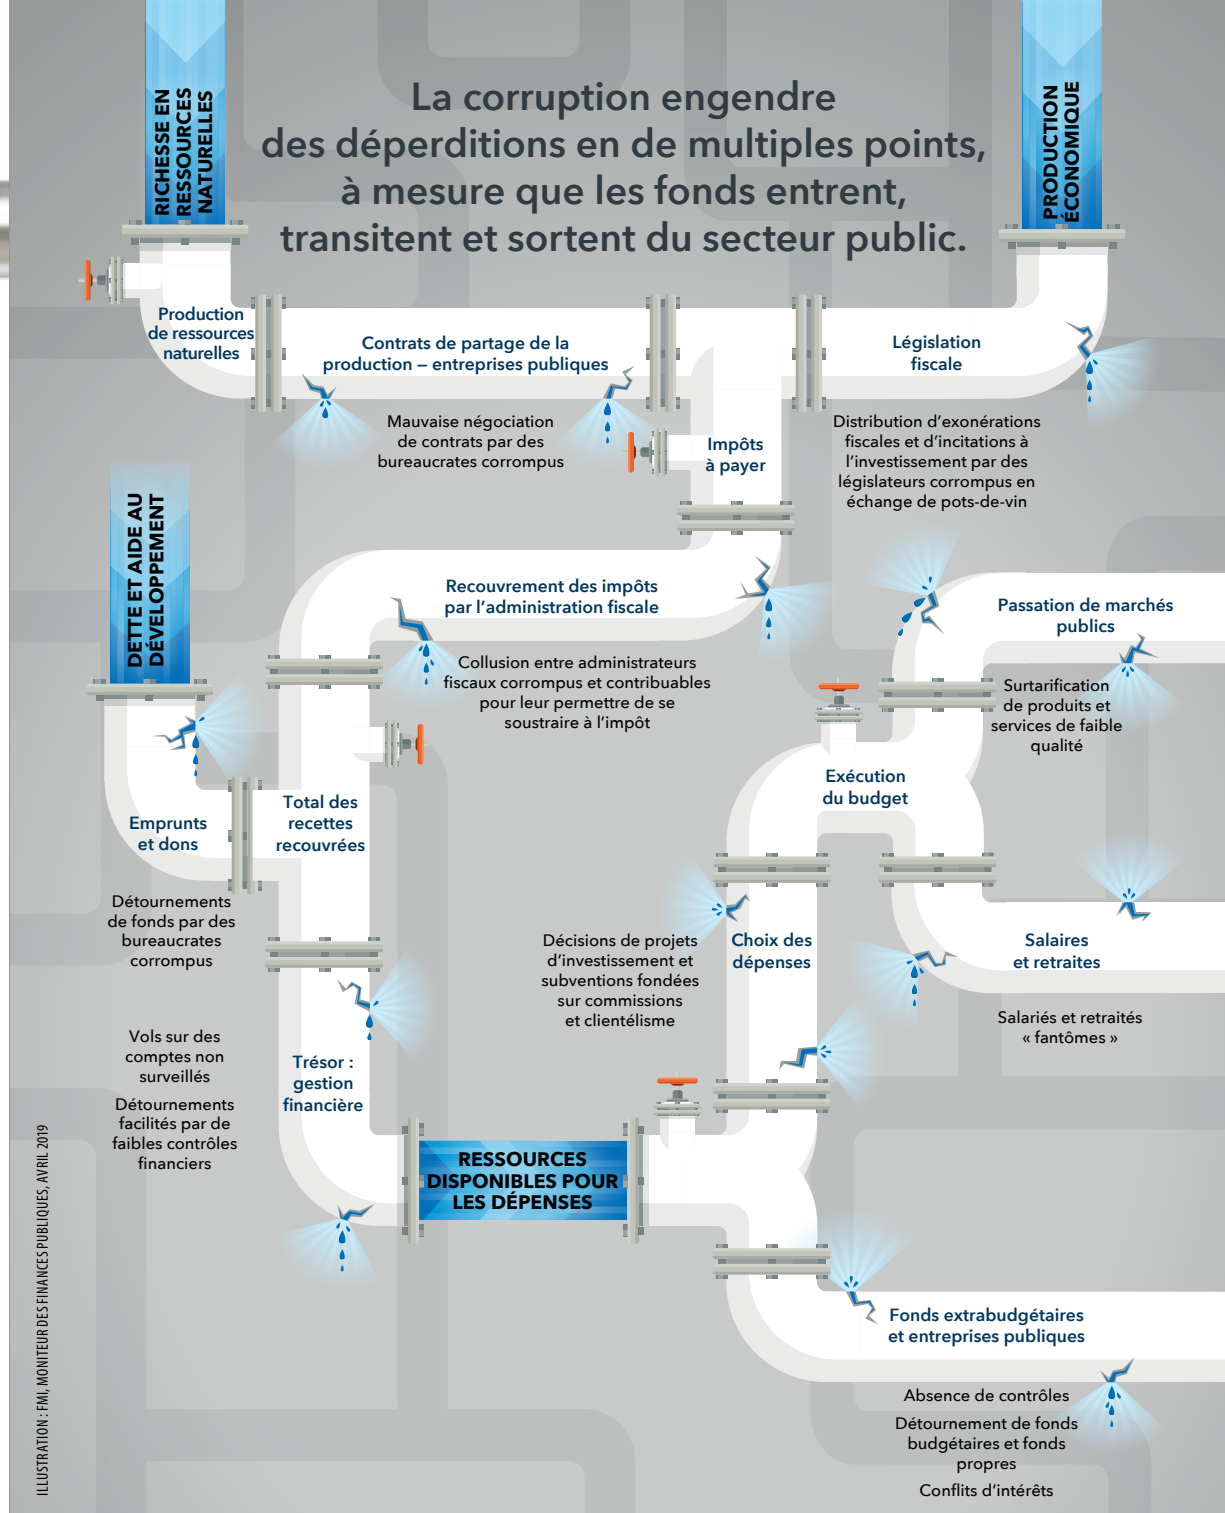 La corruption engendre
des déperditions en de multiples points,
à mesure que les fonds entrent,
transitent et sortent du secteur public.
RICHESSE EN
RESSOURCES
NATURELLES
PRODUCTION
ÉCONOMIQUE
Production
de ressources
naturelles
Contrats de partage de la
production – entreprises publiques
Législation
fiscale
Mauvaise négociation
de contrats par des
bureaucrates corrompus
Impôts
à payer
Distribution d’exonérations
fiscales et d’incitations à
l’investissement par des
législateurs corrompus en
échange de pots-de-vin
DETTE ET AIDE AU
DÉVELOPPEMENT
Recouvrement des impôts
par l’administration fiscale
Collusion entre administrateurs
fiscaux corrompus et contribuables
pour leur permettre de se
soustraire à l’impôt
Passation de marchés
publics
Surtarification
de produits et
services de faible
qualité
Exécution
du budget
Emprunts
et dons
Total des
recettes
recouvrées
Détournements
de fonds par des
bureaucrates
corrompus
Décisions de projets
d’investissement et
subventions fondées
sur commissions
et clientélisme
Choix des
dépenses
Salaires
et retraites
Salariés et retraités
« fantômes »
Vols sur des
comptes non
surveillés
Détournements
facilités par de
faibles contrôles
financiers
Trésor :
gestion
financière
RESSOURCES
DISPONIBLES POUR
LES DÉPENSES
Fonds extrabudgétaires
et entreprises publiques
Absence de contrôles
Détournement de fonds
budgétaires et fonds
propres
Conflits d’intérêts
ILLUSTRATION : FMI, MONITEUR DES FINANCES PUBLIQUES, AVRIL 2019